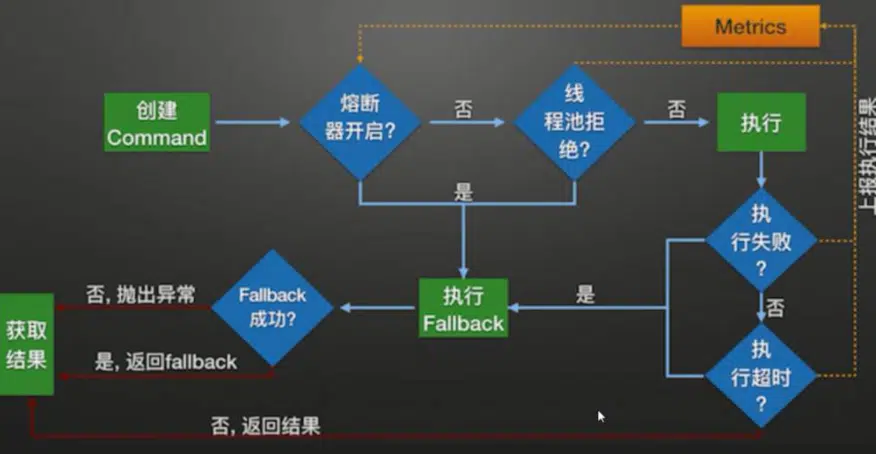 Metrics
创建
Command
熔断
器开启?
否
线
程池拒
绝?
否
执行
上报执行结果
是
执
行失败
?
否, 抛出异常
Fallback
成功?
执行
Fallback
是
否
获取
结果
是, 返回fallback
执
行超时
?
否, 返回结果